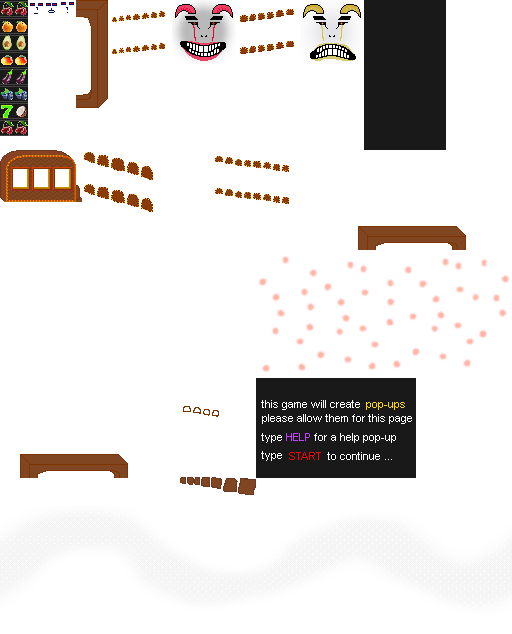 7
this game will create pop-ups
please allow them for this page
type HELP for a help pop-up
type START to continue ...